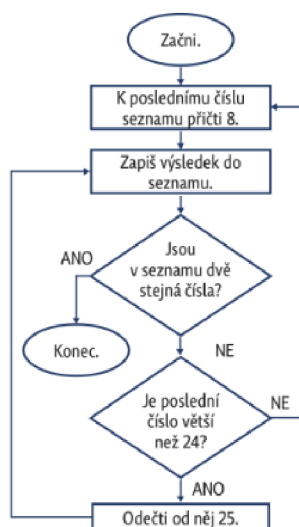 Začni.
K poslednímu číslu
seznamu přičti 8.
Zapiš výsledek do
seznamu.
Jsou
v seznamu dvě
stejná čísla?
ANO
Konec.
NE
Je poslední
číslo větší
než 24?
NE
ANO
Odečti od něj 25.